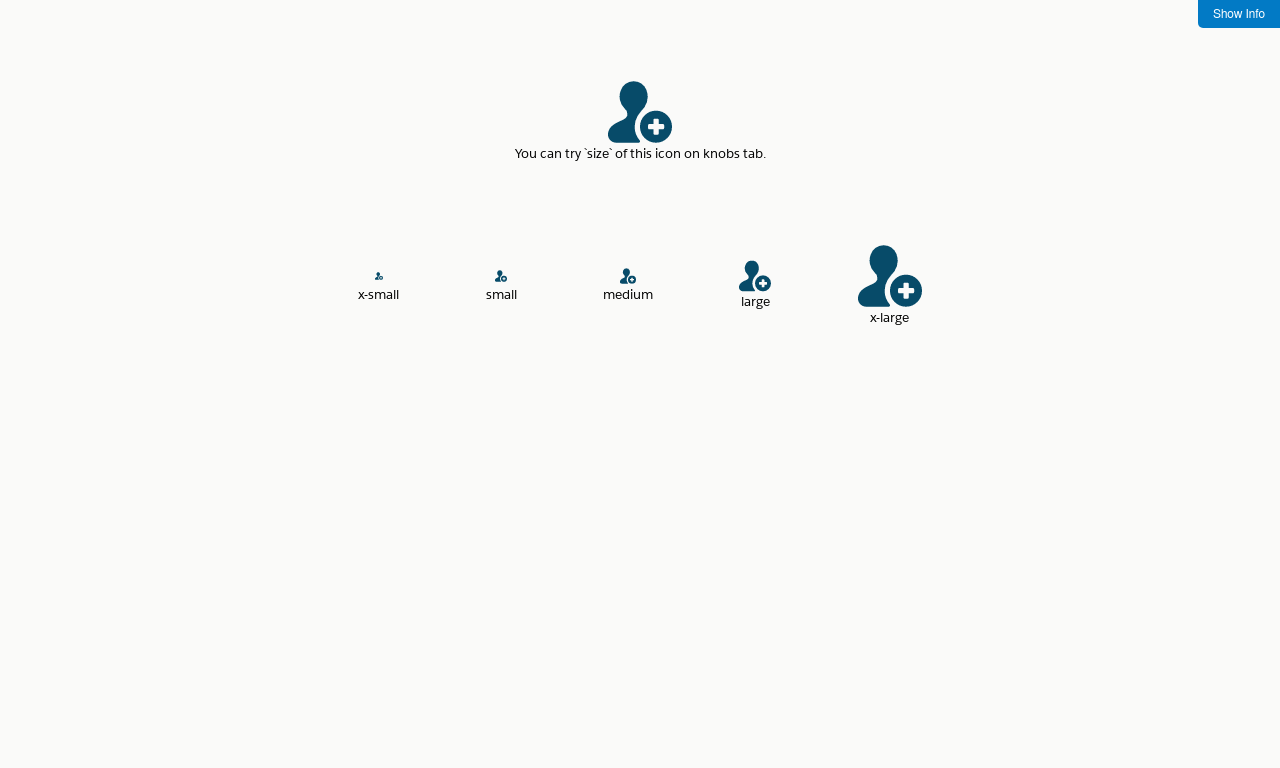 Show Info
You can try `size` of this icon on knobs tab.
x-small
small
medium
large
x-large